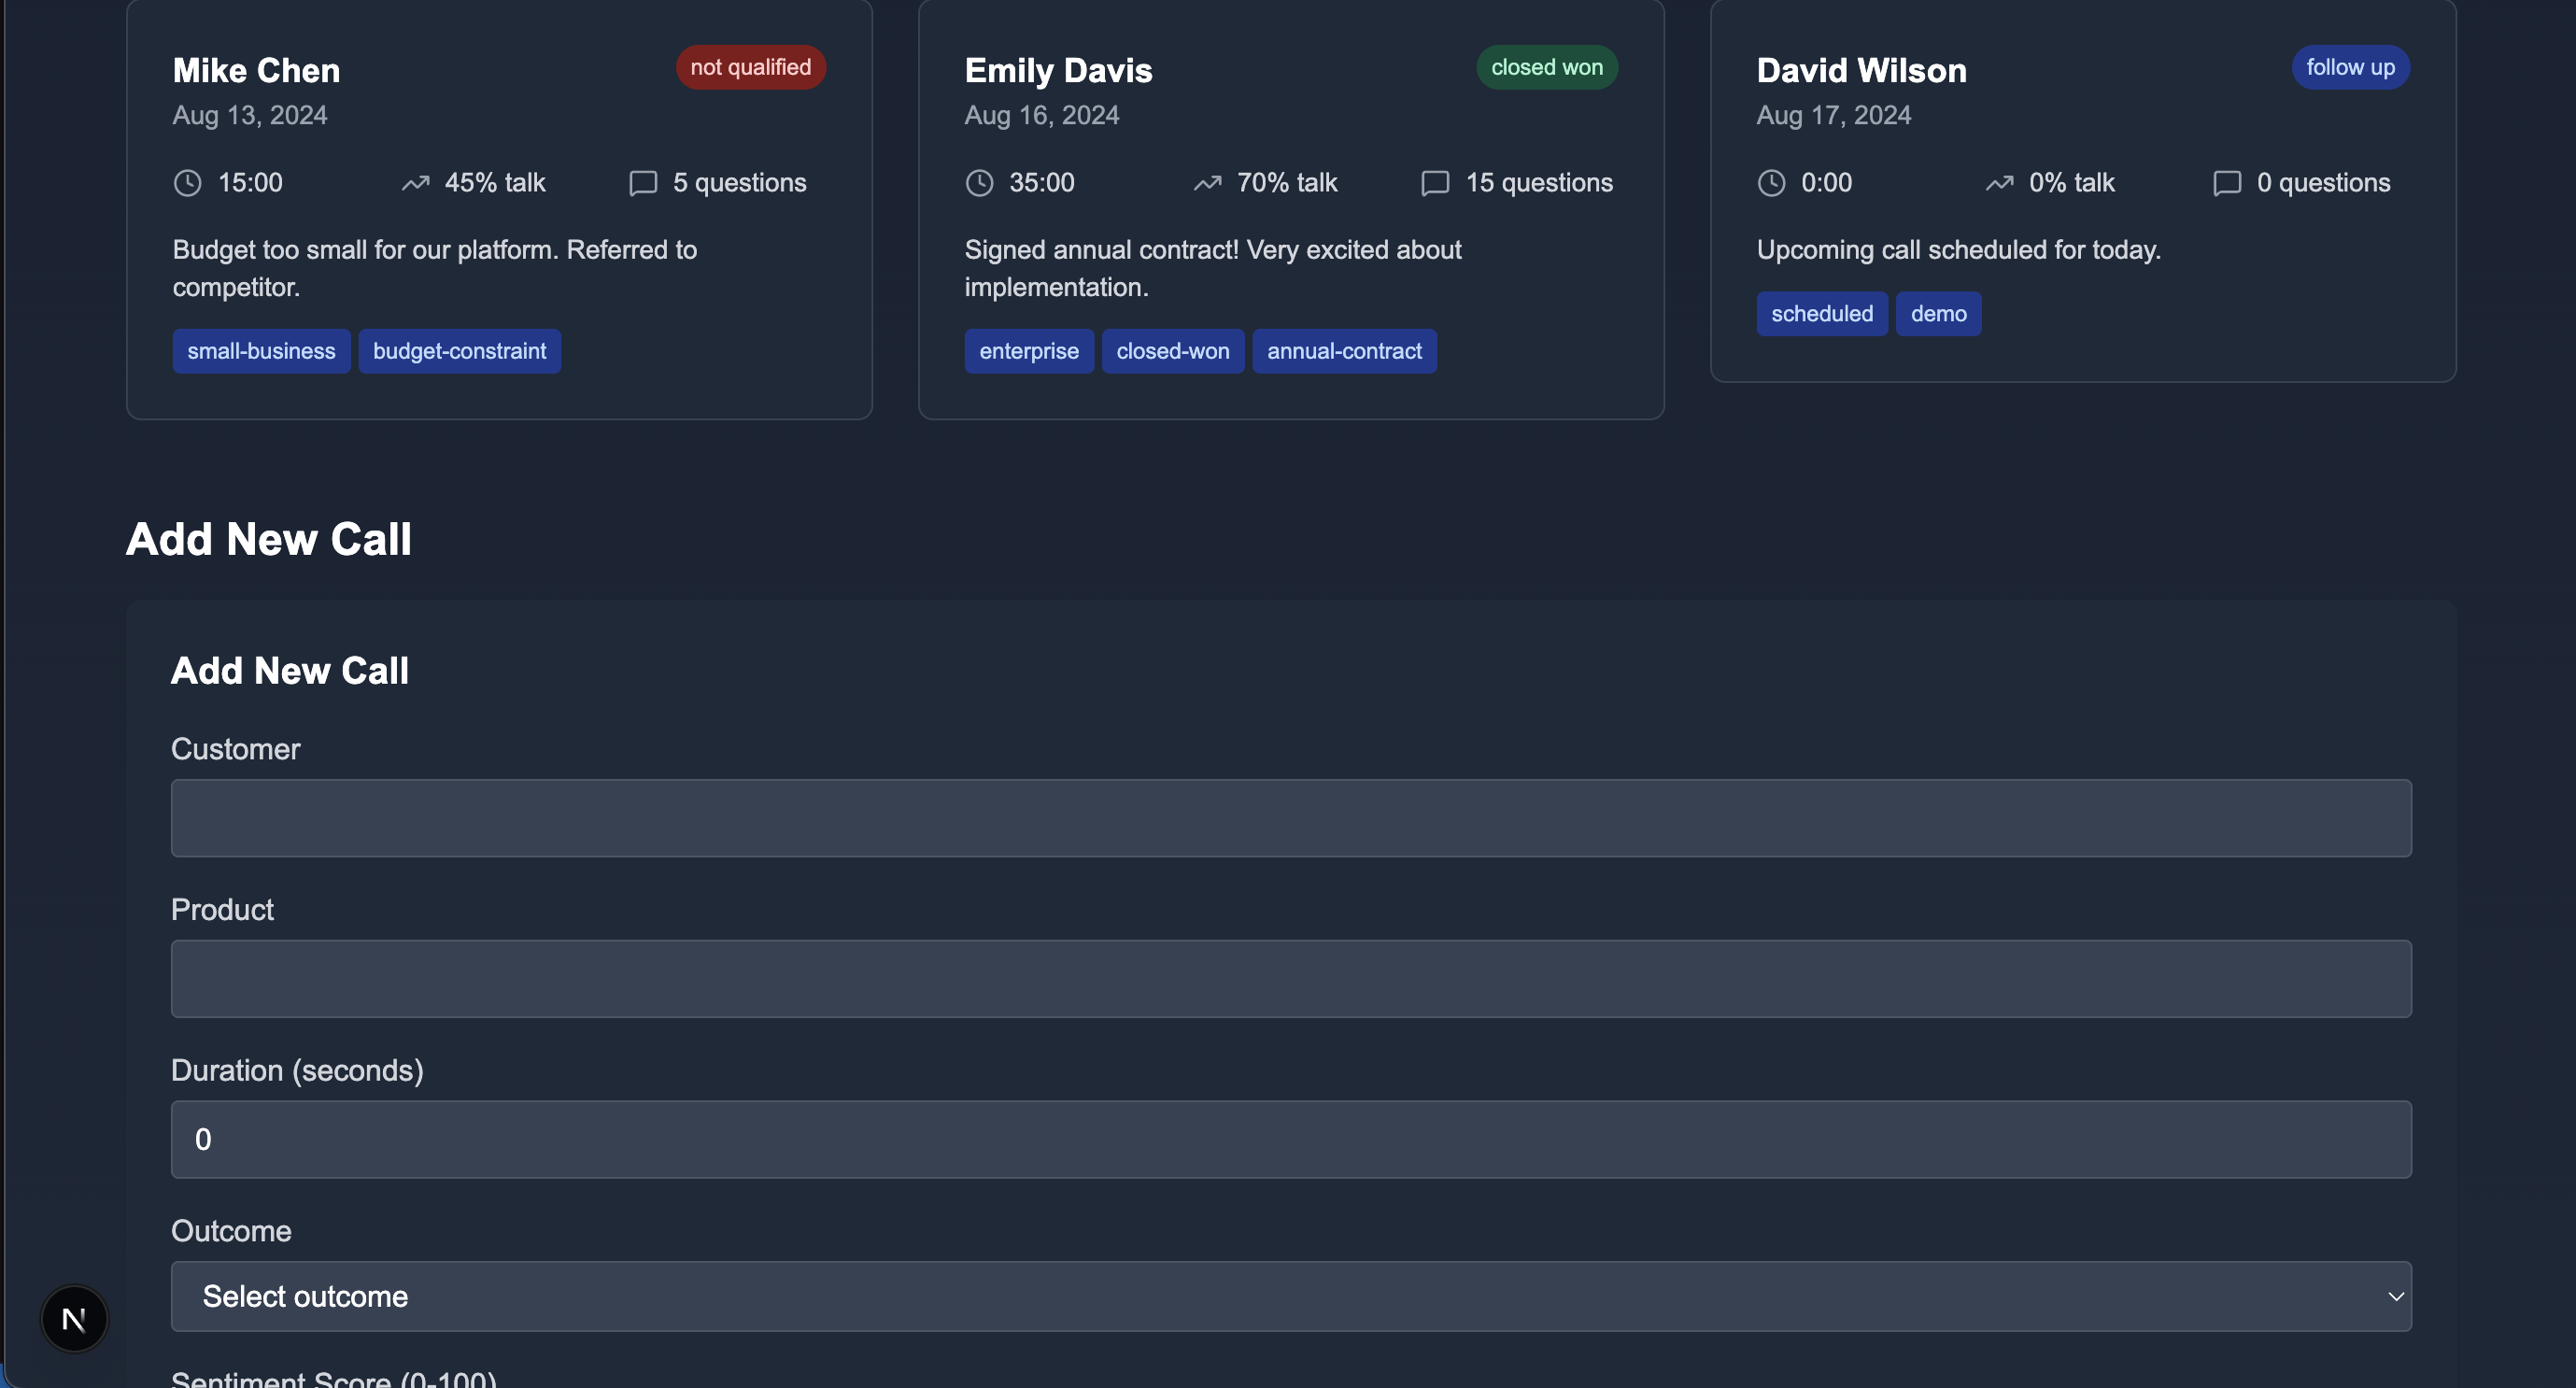 Mike Chen
not qualified
Aug 13, 2024
15:00
45% talk
5 questions
Budget too small for our platform. Referred to
competitor.
small-business
budget-constraint
Emily Davis
closed won
Aug 16, 2024
35:00
70% talk
15 questions
Signed annual contract! Very excited about
implementation.
enterprise
closed-won
annual-contract
David Wilson
follow up
Aug 17, 2024
0:00
0% talk
0 questions
Upcoming call scheduled for today.
scheduled
demo
Add New Call
Add New Call
Customer
Product
Duration (seconds)
0
Outcome
Select outcome
N
Sentiment Score (0-100)